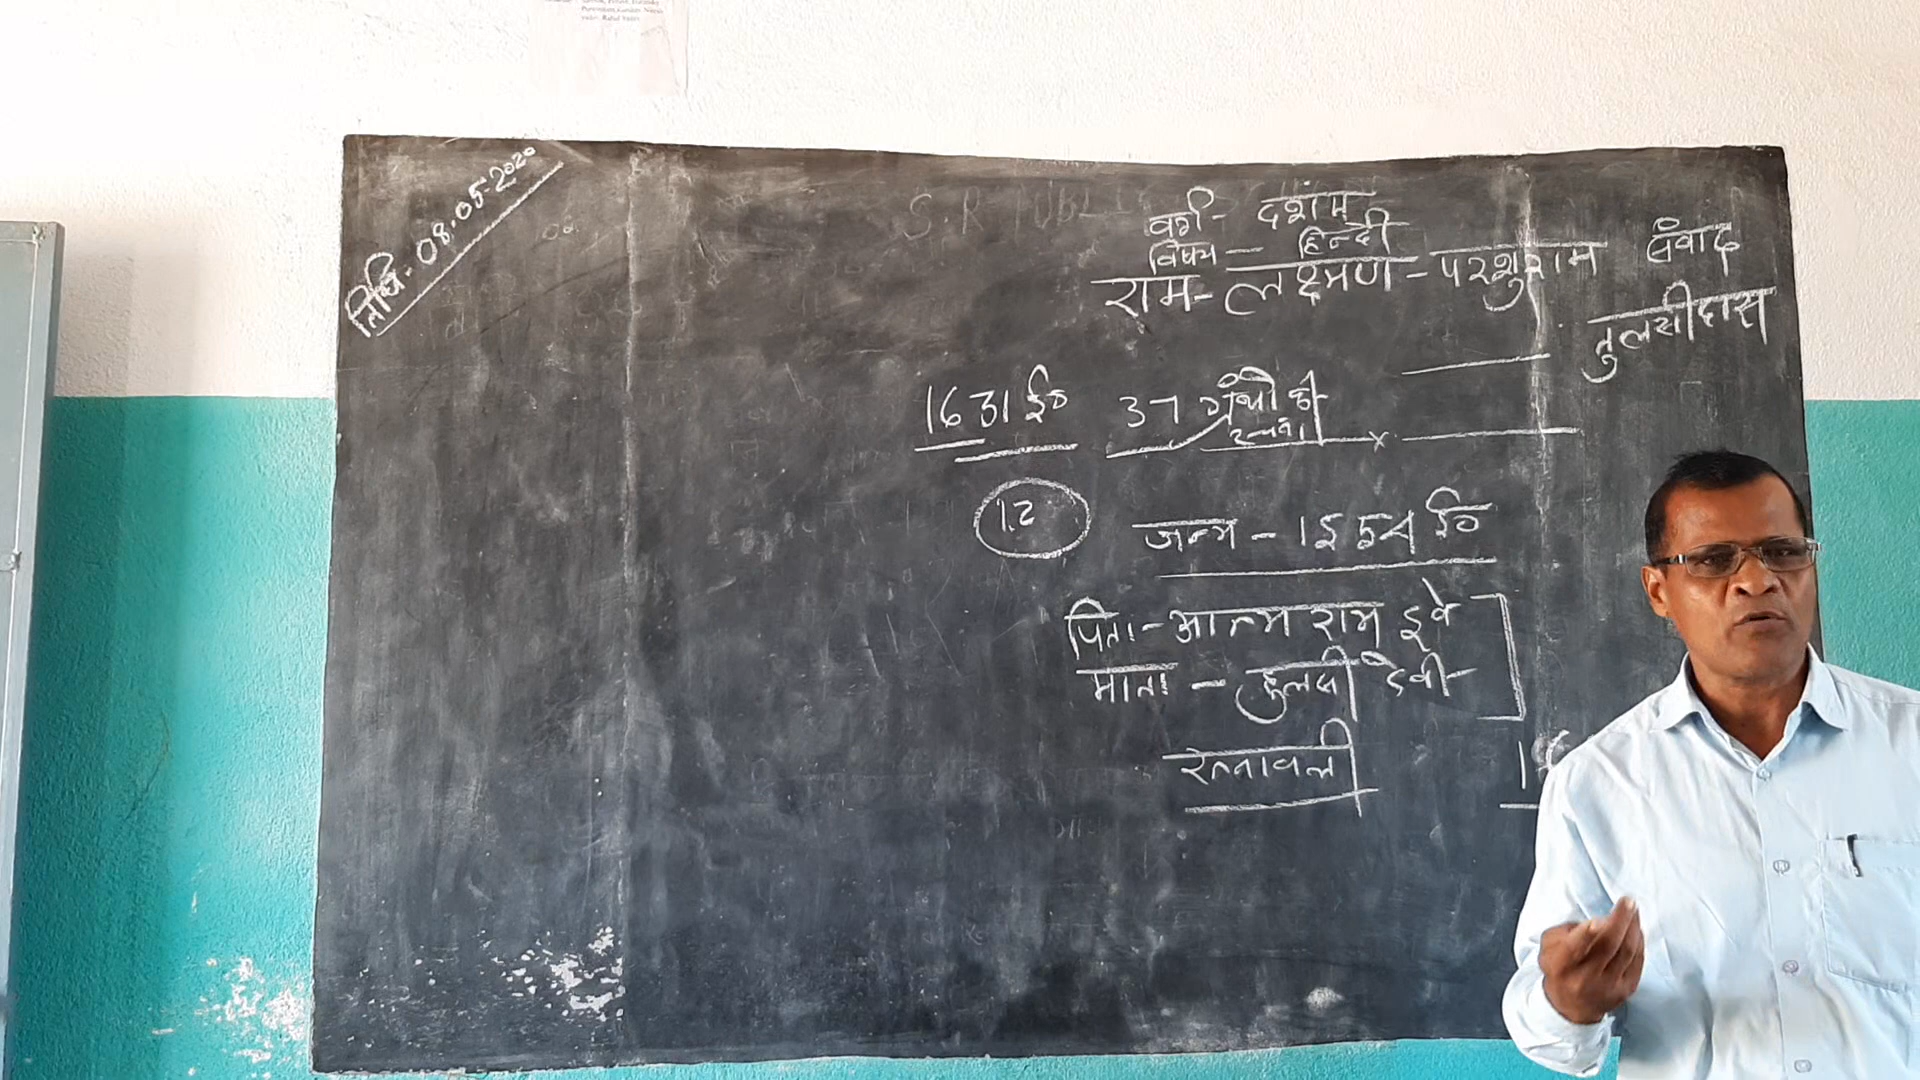 तिथि - 08.05-2020
वर्ग - दशम
विषय - हिन्दी
राम - लक्ष्मण - परशुराम संवाद
तुलसीदास
1631 ई० 37 ग्रंथों की
रचना
12
जन्म - 1554 ई०
पिता - आत्माराम दुबे
माता - हुलसी देवी
रत्नावली